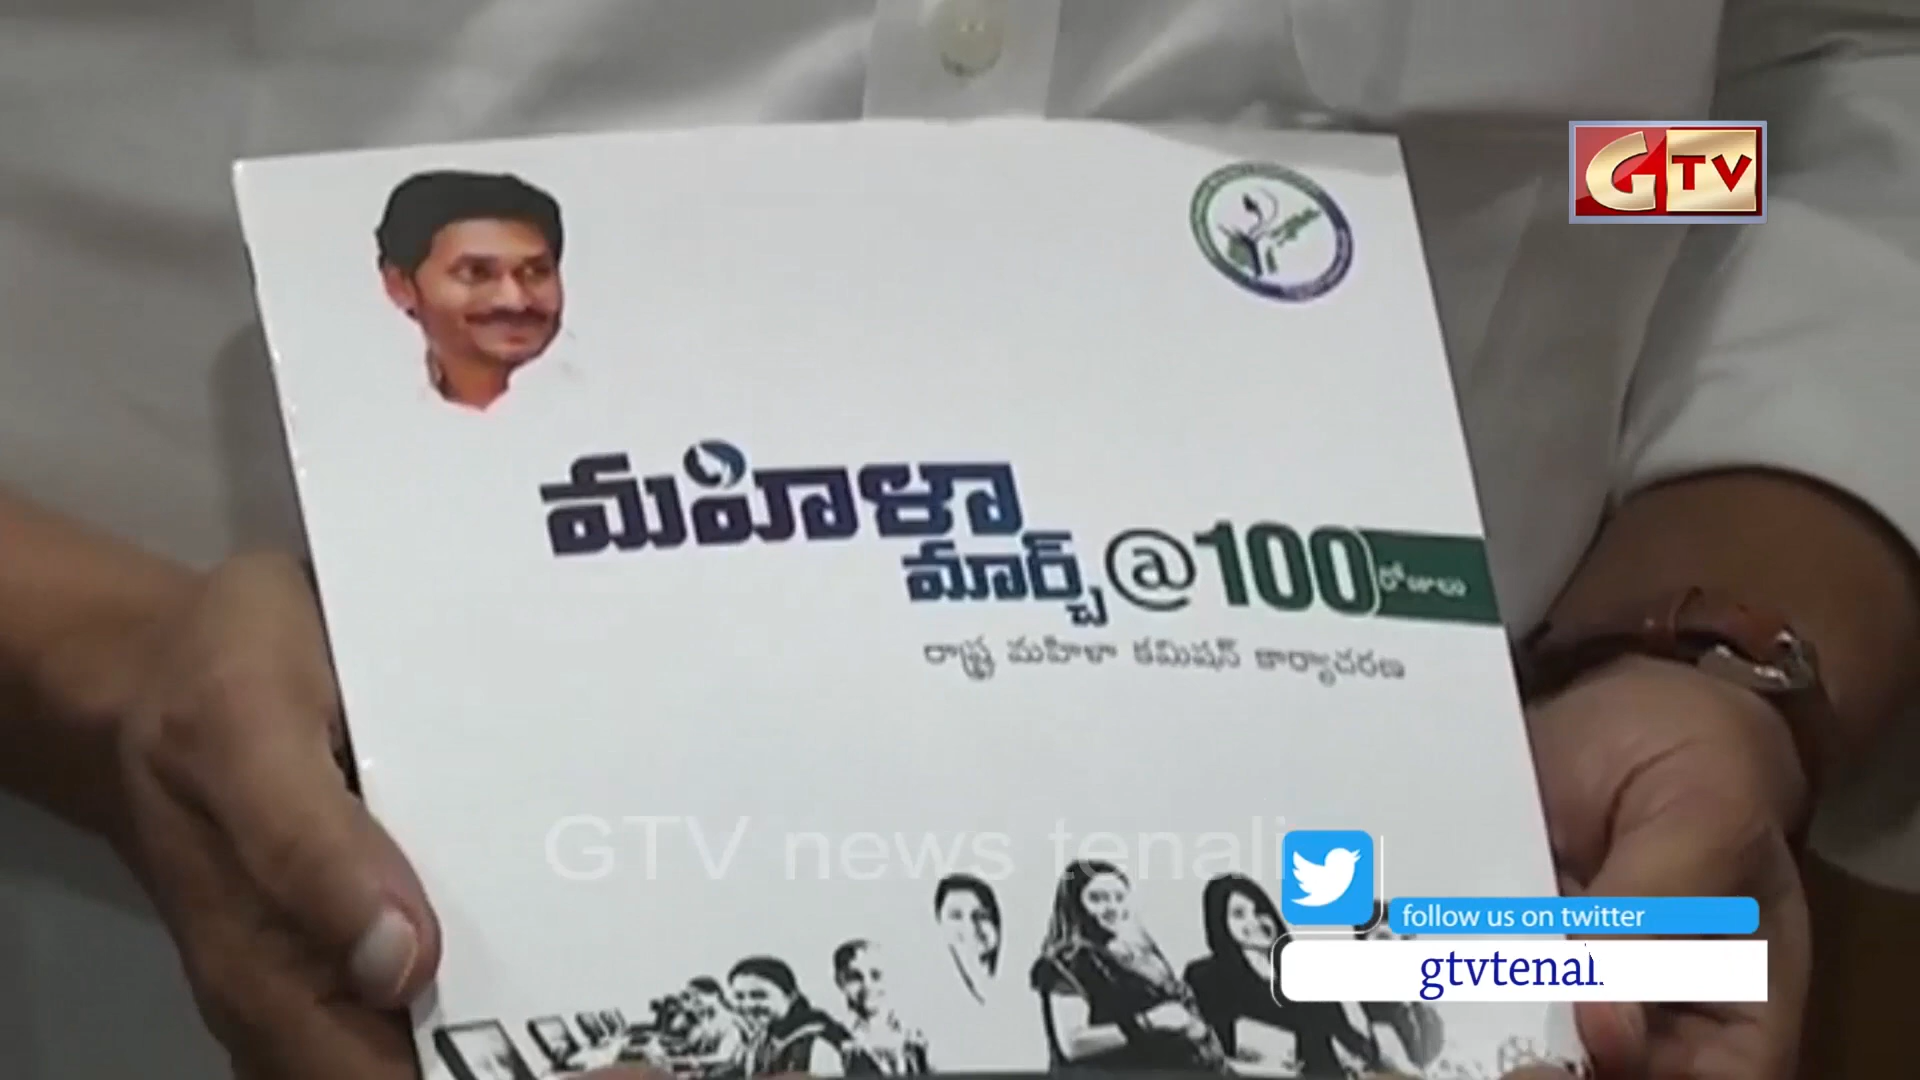 GTV
మహిళా
మార్చ్ @100 రోజులు
రాష్ట్ర మహిళా కమిషన్ కార్యాచరణ
GTV news tenali
follow us on twitter
gtvtenal